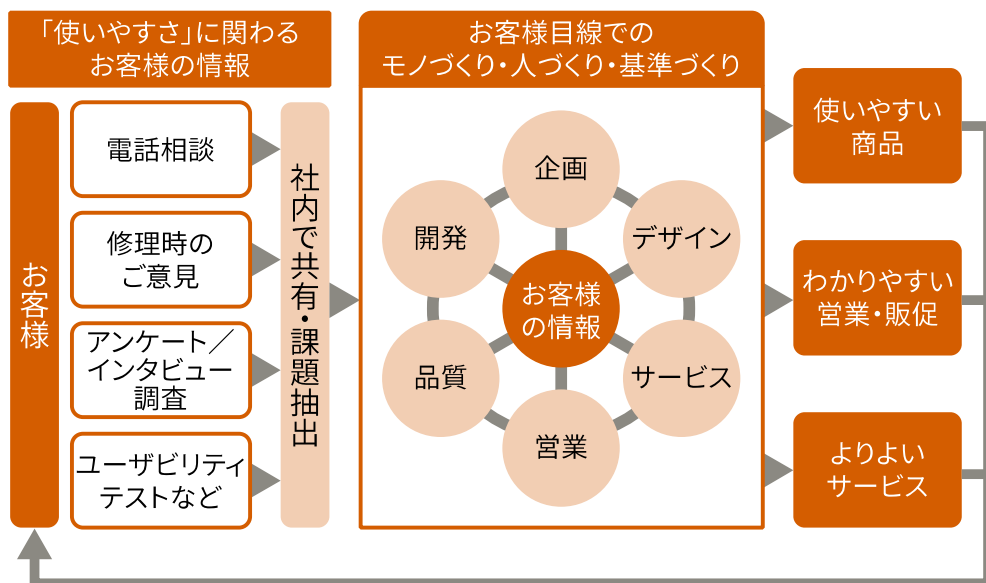 「使いやすさ」に関わる
お客様の情報
お客様
電話相談
修理時の
ご意見
アンケート／
インタビュー
調査
ユーザビリティ
テストなど
社内で共有・課題抽出
お客様目線での
モノづくり・人づくり・基準づくり
企画
開発
デザイン
お客様
の情報
品質
サービス
営業
使いやすい
商品
わかりやすい
営業・販促
よりよい
サービス